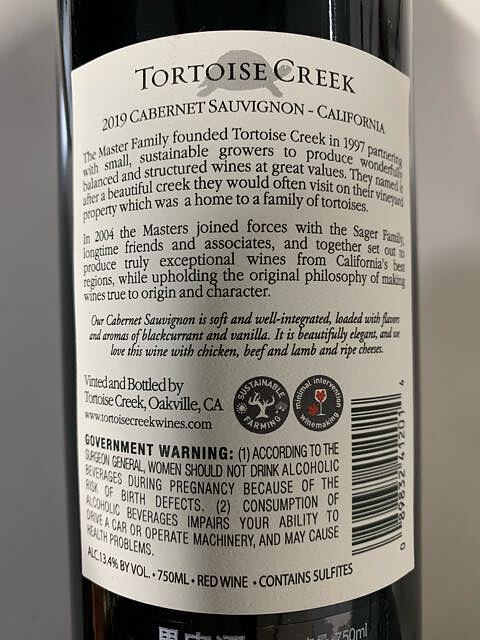 TORTOISE CREEK
2019 CABERNET SAUVIGNON - CALIFORNIA
The Master Family founded Tortoise Creek in 1997 partnering
with small, sustainable growers to produce wonderfully
balanced and structured wines at great values. They named it
after a beautiful creek they would often visit on their vineyard
property which was a home to a family of tortoises.
In 2004 the Masters joined forces with the Sager Family,
longtime friends and associates, and together set out to
produce truly exceptional wines from California's best
regions, while upholding the original philosophy of making
wines true to origin and character.
Our Cabernet Sauvignon is soft and well-integrated, loaded with flavors
and aromas of blackcurrant and vanilla. It is beautifully elegant, and we
love this wine with chicken, beef and lamb and ripe cheeses.
Vinted and Bottled by
Tortoise Creek, Oakville, CA
www.tortoisecreekwines.com
SUSTAINABLE FARMING
minimal intervention winemaking
GOVERNMENT WARNING: (1) ACCORDING TO THE
SURGEON GENERAL, WOMEN SHOULD NOT DRINK ALCOHOLIC
BEVERAGES DURING PREGNANCY BECAUSE OF THE
RISK OF BIRTH DEFECTS. (2) CONSUMPTION OF
ALCOHOLIC BEVERAGES IMPAIRS YOUR ABILITY TO
DRIVE A CAR OR OPERATE MACHINERY, AND MAY CAUSE
HEALTH PROBLEMS.
ALC.13.4% BY VOL. • 750ML • RED WINE • CONTAINS SULFITES
0 89832 41201 4
750ml